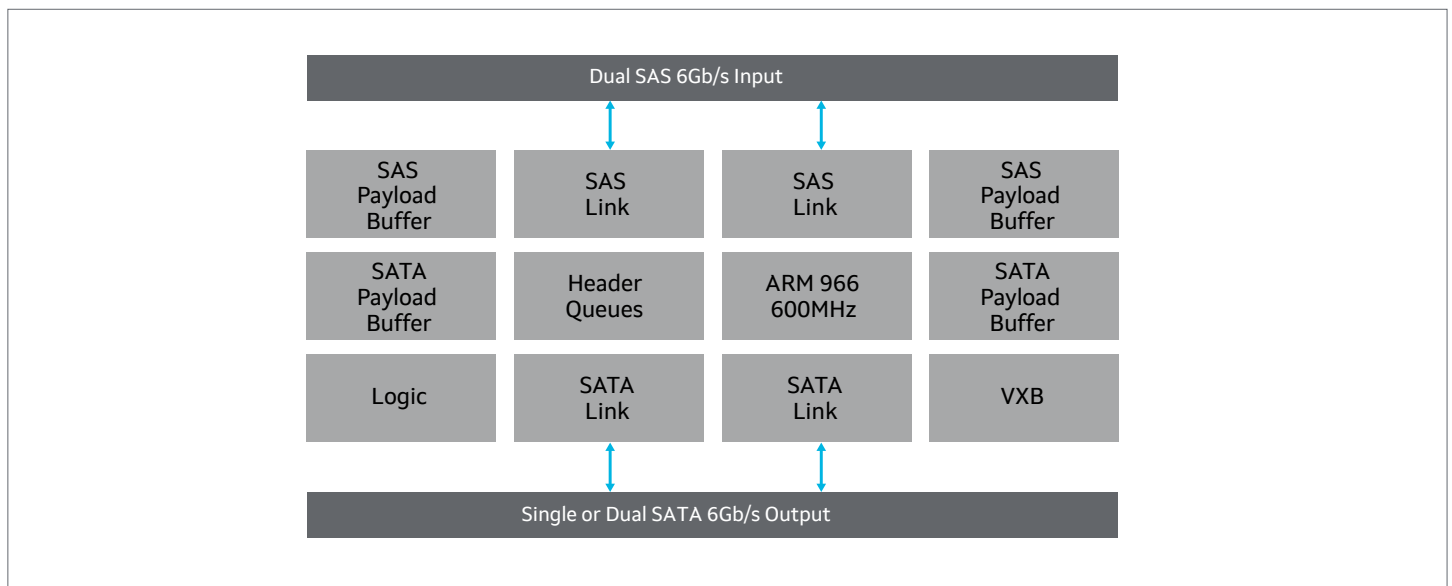 Dual SAS 6Gb/s Input
SAS
Payload
Buffer
SAS
Link
SAS
Link
SAS
Payload
Buffer
SATA
Payload
Buffer
Header
Queues
ARM 966
600MHz
SATA
Payload
Buffer
Logic
SATA
Link
SATA
Link
VXB
Single or Dual SATA 6Gb/s Output